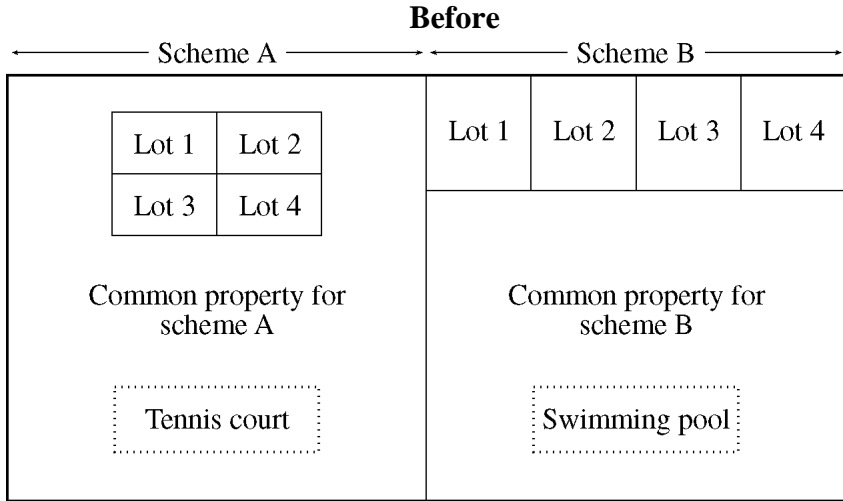 Before
Scheme A
Scheme B
Lot 1
Lot 2
Lot 3
Lot 4
Common property for
scheme A
Tennis court
Lot 1
Lot 2
Lot 3
Lot 4
Common property for
scheme B
Swimming pool